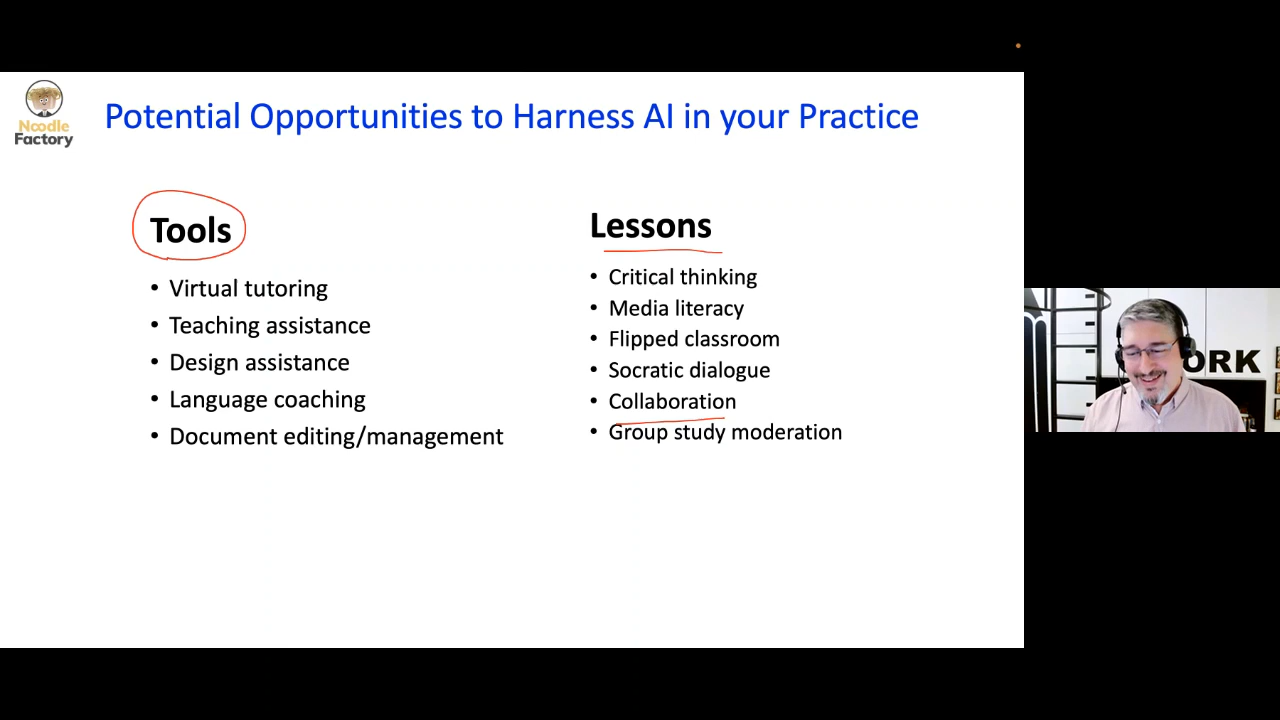 Noodle
Factory
Potential Opportunities to Harness AI in your Practice
Tools
• Virtual tutoring
• Teaching assistance
• Design assistance
• Language coaching
• Document editing/management
Lessons
• Critical thinking
• Media literacy
• Flipped classroom
• Socratic dialogue
• Collaboration
• Group study moderation
ORK